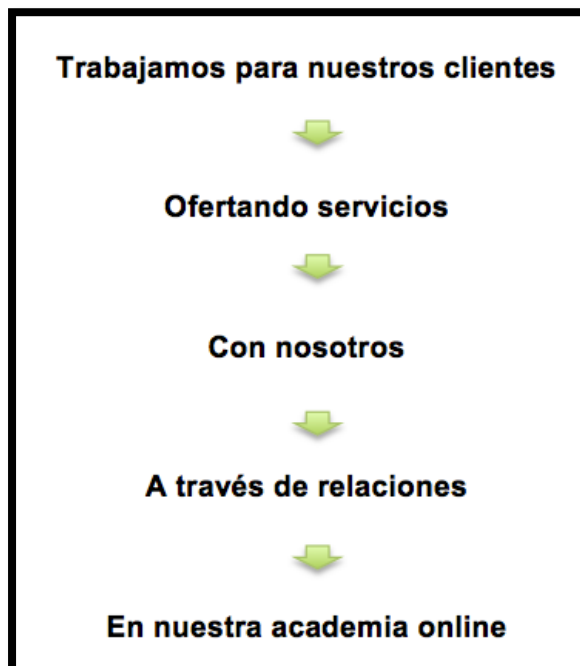 Trabajamos para nuestros clientes
Ofertando servicios
Con nosotros
A través de relaciones
En nuestra academia online